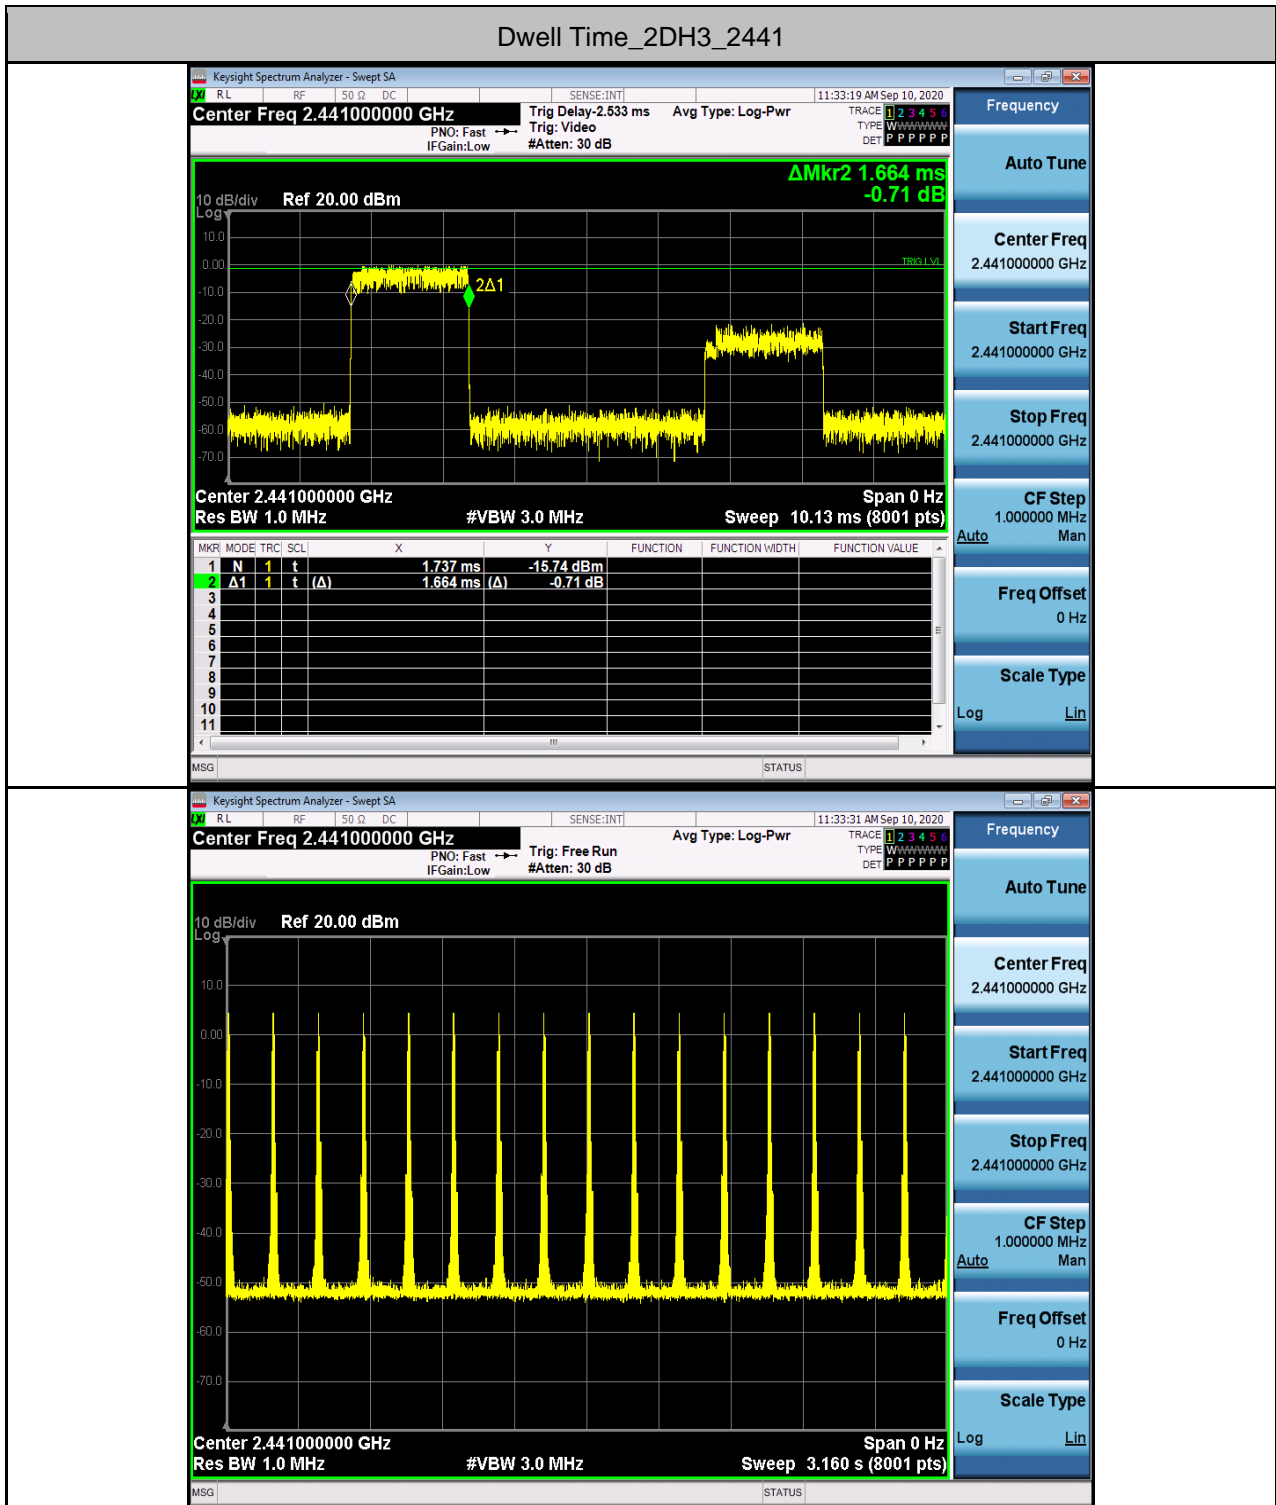 Dwell Time_2DH3_2441
Keysight Spectrum Analyzer - Swept SA
LXI RL RF 50 Ω DC SENSE:INT 11:33:19 AM Sep 10, 2020
Center Freq 2.441000000 GHz
PNO: Fast
IFGain:Low
Trig Delay-2.533 ms
Trig: Video
#Atten: 30 dB
Avg Type: Log-Pwr
TRACE 1 2 3 4 5 6
TYPE WWWWWW
DET P P P P P P
ΔMkr2 1.664 ms
-0.71 dB
10 dB/div
Log
Ref 20.00 dBm
10.0
0.00
-10.0
-20.0
-30.0
-40.0
-50.0
-60.0
-70.0
TRIG LVL
2Δ1
Center 2.441000000 GHz
Span 0 Hz
Res BW 1.0 MHz
#VBW 3.0 MHz
Sweep 10.13 ms (8001 pts)
MKR MODE TRC SCL X Y FUNCTION FUNCTION WIDTH FUNCTION VALUE
1 N 1 t 1.737 ms -15.74 dBm
2 Δ1 1 t (Δ) 1.664 ms (Δ) -0.71 dB
3
4
5
6
7
8
9
10
11
MSG
STATUS
Frequency
Auto Tune
Center Freq
2.441000000 GHz
Start Freq
2.441000000 GHz
Stop Freq
2.441000000 GHz
CF Step
1.000000 MHz
Auto Man
Freq Offset
0 Hz
Scale Type
Log Lin
Keysight Spectrum Analyzer - Swept SA
LXI RL RF 50 Ω DC SENSE:INT 11:33:31 AM Sep 10, 2020
Center Freq 2.441000000 GHz
PNO: Fast
IFGain:Low
Trig: Free Run
#Atten: 30 dB
Avg Type: Log-Pwr
TRACE 1 2 3 4 5 6
TYPE WWWWWW
DET P P P P P P
10 dB/div
Log
Ref 20.00 dBm
10.0
0.00
-10.0
-20.0
-30.0
-40.0
-50.0
-60.0
-70.0
Center 2.441000000 GHz
Span 0 Hz
Res BW 1.0 MHz
#VBW 3.0 MHz
Sweep 3.160 s (8001 pts)
MSG
STATUS
Frequency
Auto Tune
Center Freq
2.441000000 GHz
Start Freq
2.441000000 GHz
Stop Freq
2.441000000 GHz
CF Step
1.000000 MHz
Auto Man
Freq Offset
0 Hz
Scale Type
Log Lin